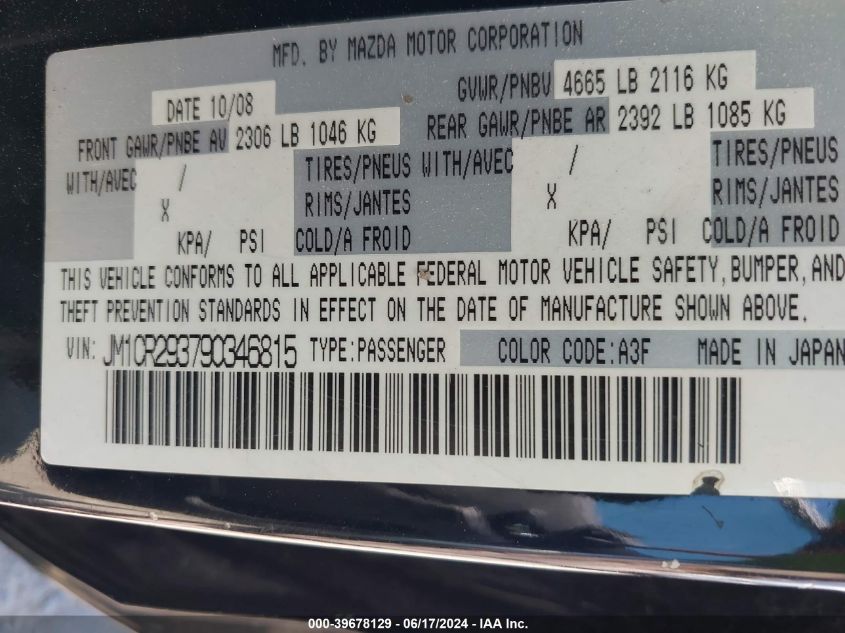 MFD. BY MAZDA MOTOR CORPORATION
DATE 10/08 GVWR/PNBV 4665 LB 2116 KG
FRONT GAWR/PNBE AV 2306 LB 1046 KG REAR GAWR/PNBE AR 2392 LB 1085 KG
WITH/AVEC / TIRES/PNEUS WITH/AVEC / TIRES/PNEUS
X RIMS/JANTES X RIMS/JANTES
KPA/ PSI COLD/A FROID KPA/ PSI COLD/A FROID
THIS VEHICLE CONFORMS TO ALL APPLICABLE FEDERAL MOTOR VEHICLE SAFETY, BUMPER, AND
THEFT PREVENTION STANDARDS IN EFFECT ON THE DATE OF MANUFACTURE SHOWN ABOVE.
VIN: JM1CR293790346815 TYPE:PASSENGER COLOR CODE:A3F MADE IN JAPAN
000-39678129 - 06/17/2024 - IAA Inc.